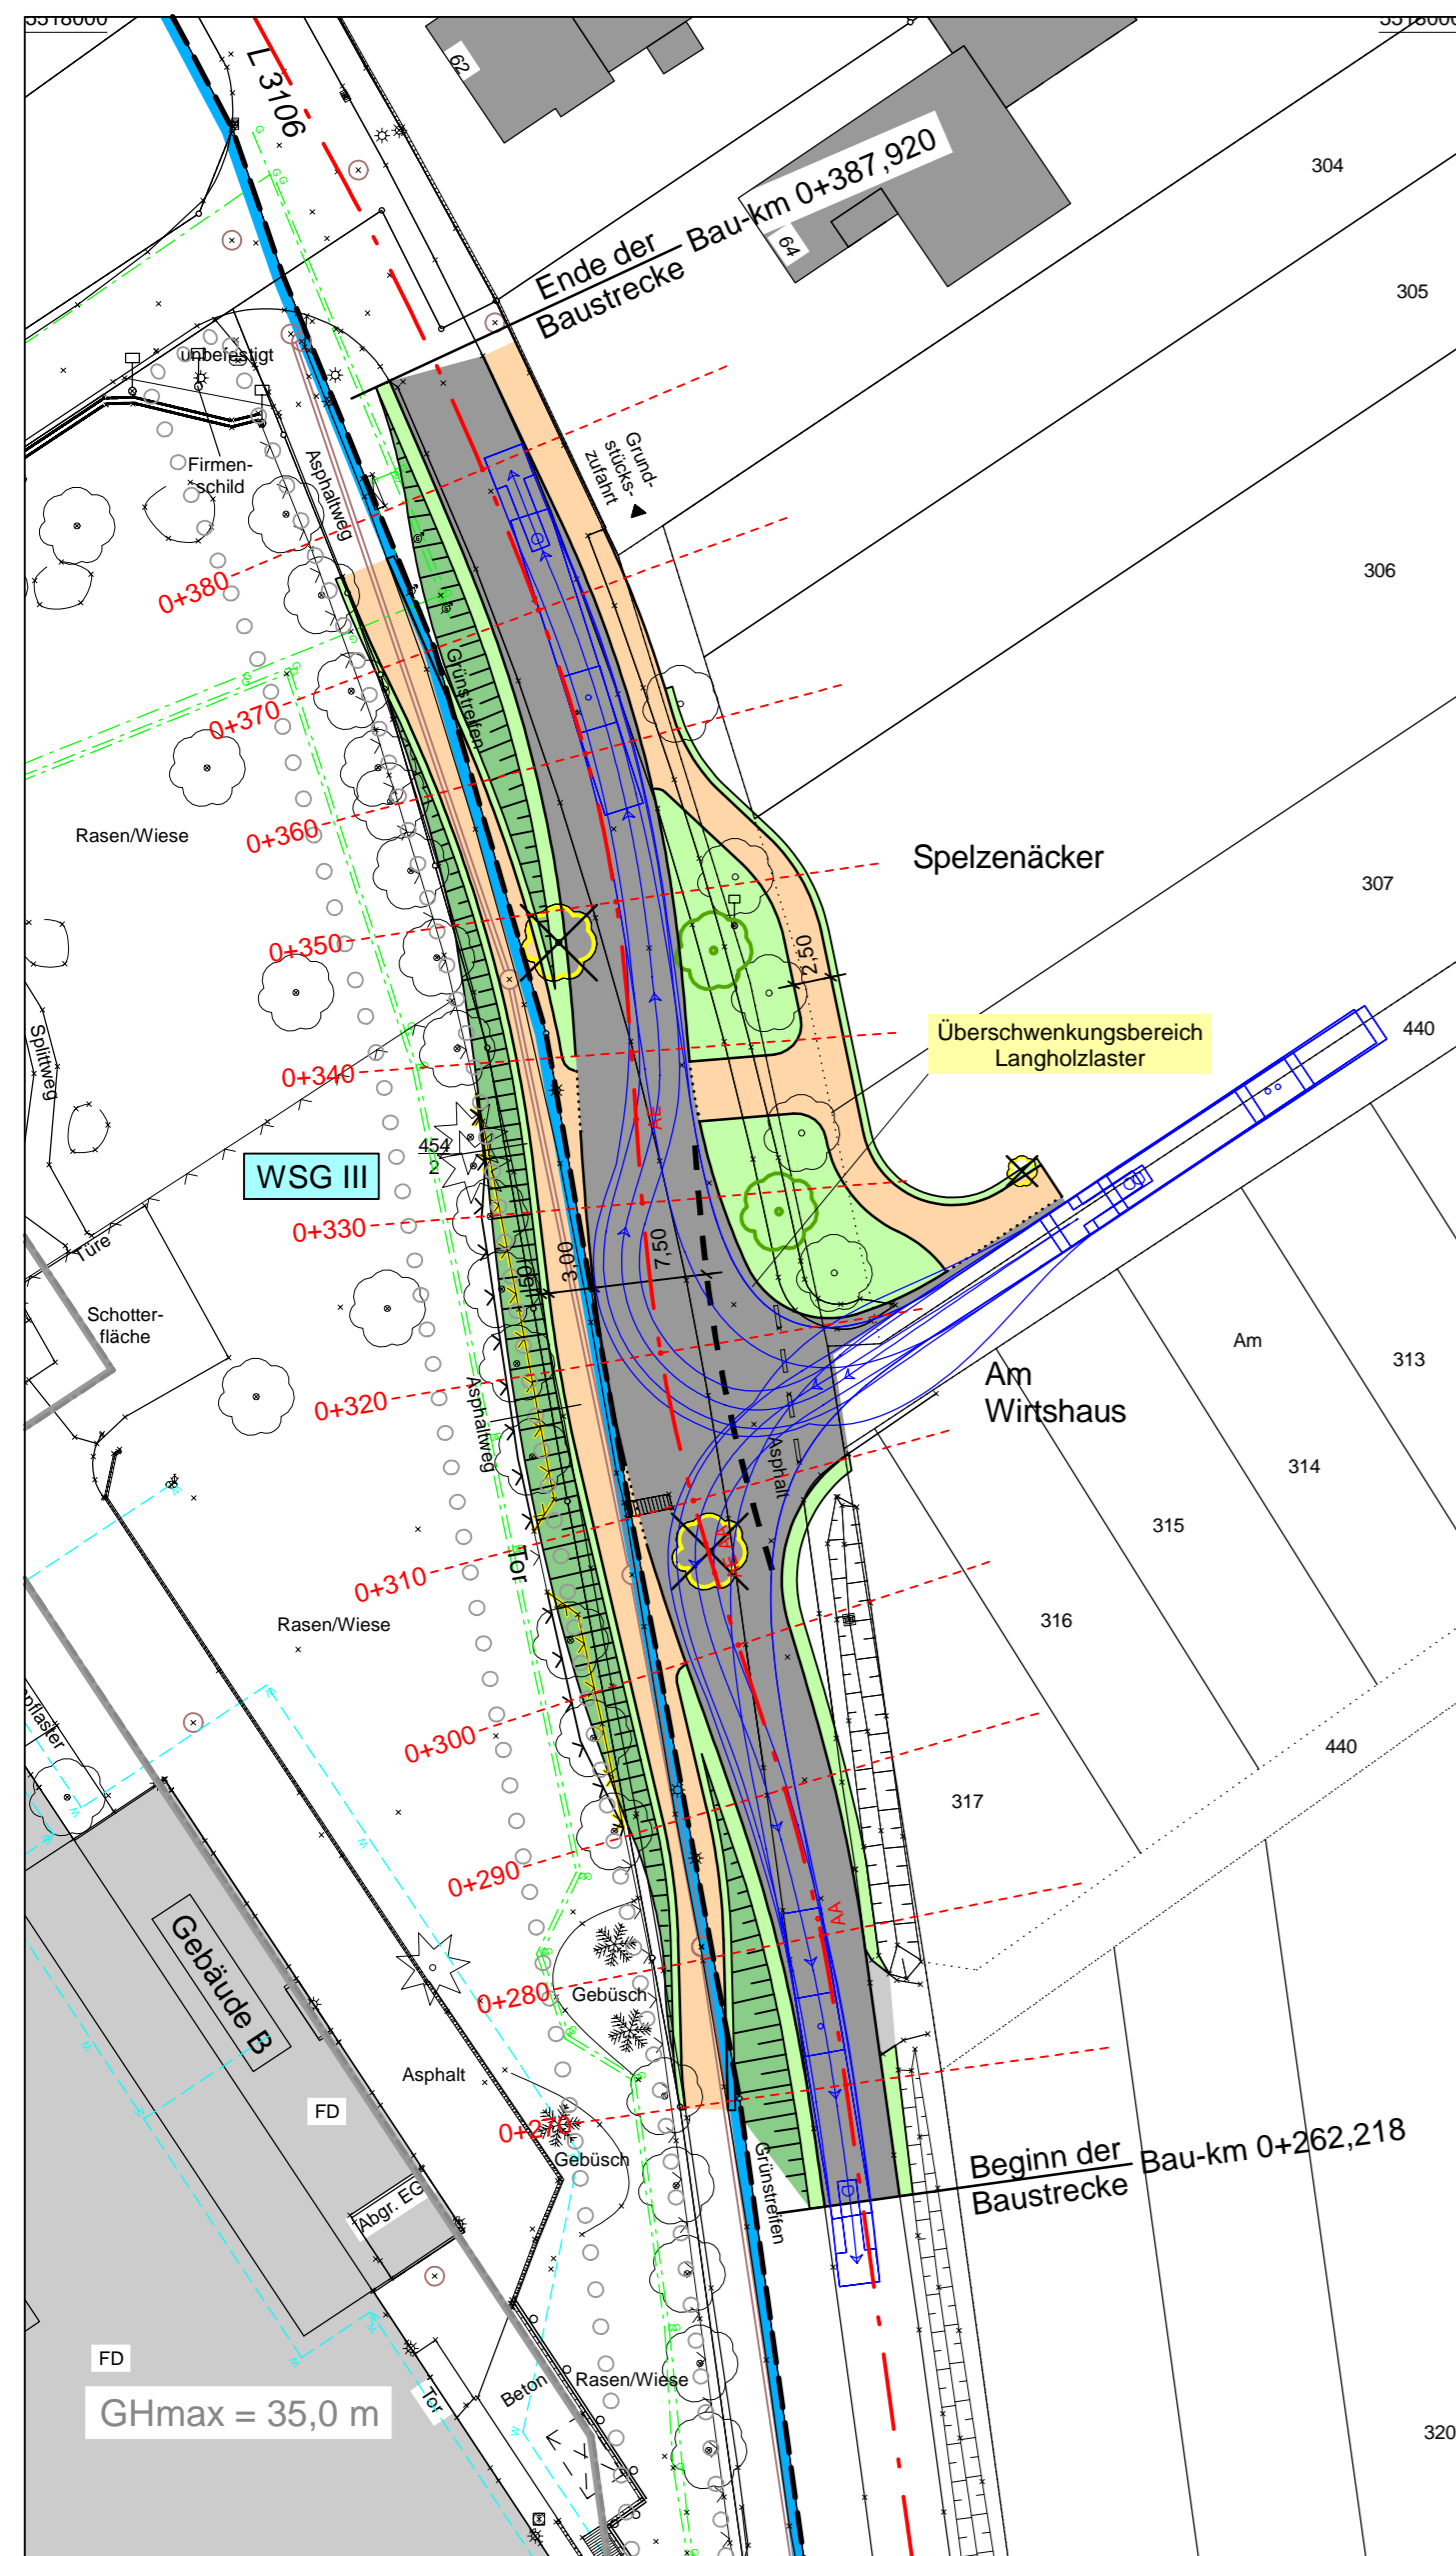 L 3106
62
64
Ende der
Baustrecke
Bau-km 0+387,920
304
305
unbefestigt
Firmen-
schild
Asphaltweg
Grund-
stücks-
zufahrt
0+380
306
Grünstreifen
0+370
0+360
Rasen/Wiese
Spelzenäcker
307
0+350
2,50
Splittweg
Überschwenkungsbereich
Langholzlaster
440
0+340
AE
454
2
WSG III
0+330
Türe
3,00
7,50
Schotter-
fläche
Am
313
Am
Wirtshaus
0+320
Asphaltweg
Asphalt
314
315
Tor
0+310
316
Rasen/Wiese
0+300
440
317
0+290
AA
Gebäude B
0+280
Gebüsch
Asphalt
FD
0+270
Gebüsch
Grünstreifen
Beginn der
Baustrecke
Bau-km 0+262,218
Abgr. EG
FD
Rasen/Wiese
Beton
Tor
GHmax = 35,0 m
320